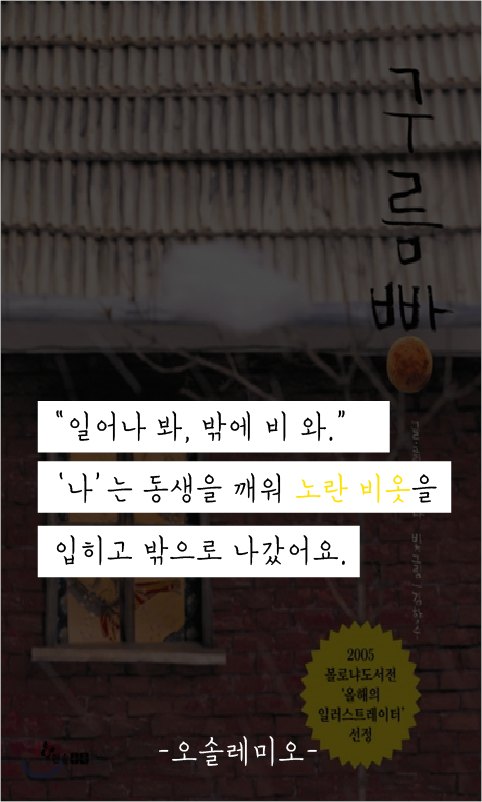 구름빵
"일어나 봐, 밖에 비 와."
'나'는 동생을 깨워 노란 비옷을
입히고 밖으로 나갔어요.
2005
볼로냐도서전
'올해의
일러스트레이터'
선정
-오솔레미오-